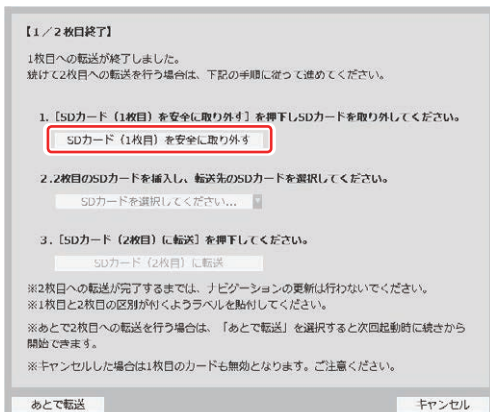 【1／2枚目終了】
1枚目への転送が終了しました。
続けて2枚目への転送を行う場合は、下記の手順に従って進めてください。
1.［SDカード（1枚目）を安全に取り外す］を押下しSDカードを取り外してください。
SDカード（1枚目）を安全に取り外す
2.2枚目のSDカードを挿入し、転送先のSDカードを選択してください。
SDカードを選択してください...
3.［SDカード（2枚目）に転送］を押下してください。
SDカード（2枚目）に転送
※2枚目への転送が完了するまでは、ナビゲーションの更新は行わないでください。
※1枚目と2枚目の区別が付くようラベルを貼付してください。
※あとで2枚目への転送を行う場合は、「あとで転送」を選択すると次回起動時に続きから
開始できます。
※キャンセルした場合は1枚目のカードも無効となります。ご注意ください。
あとで転送
キャンセル